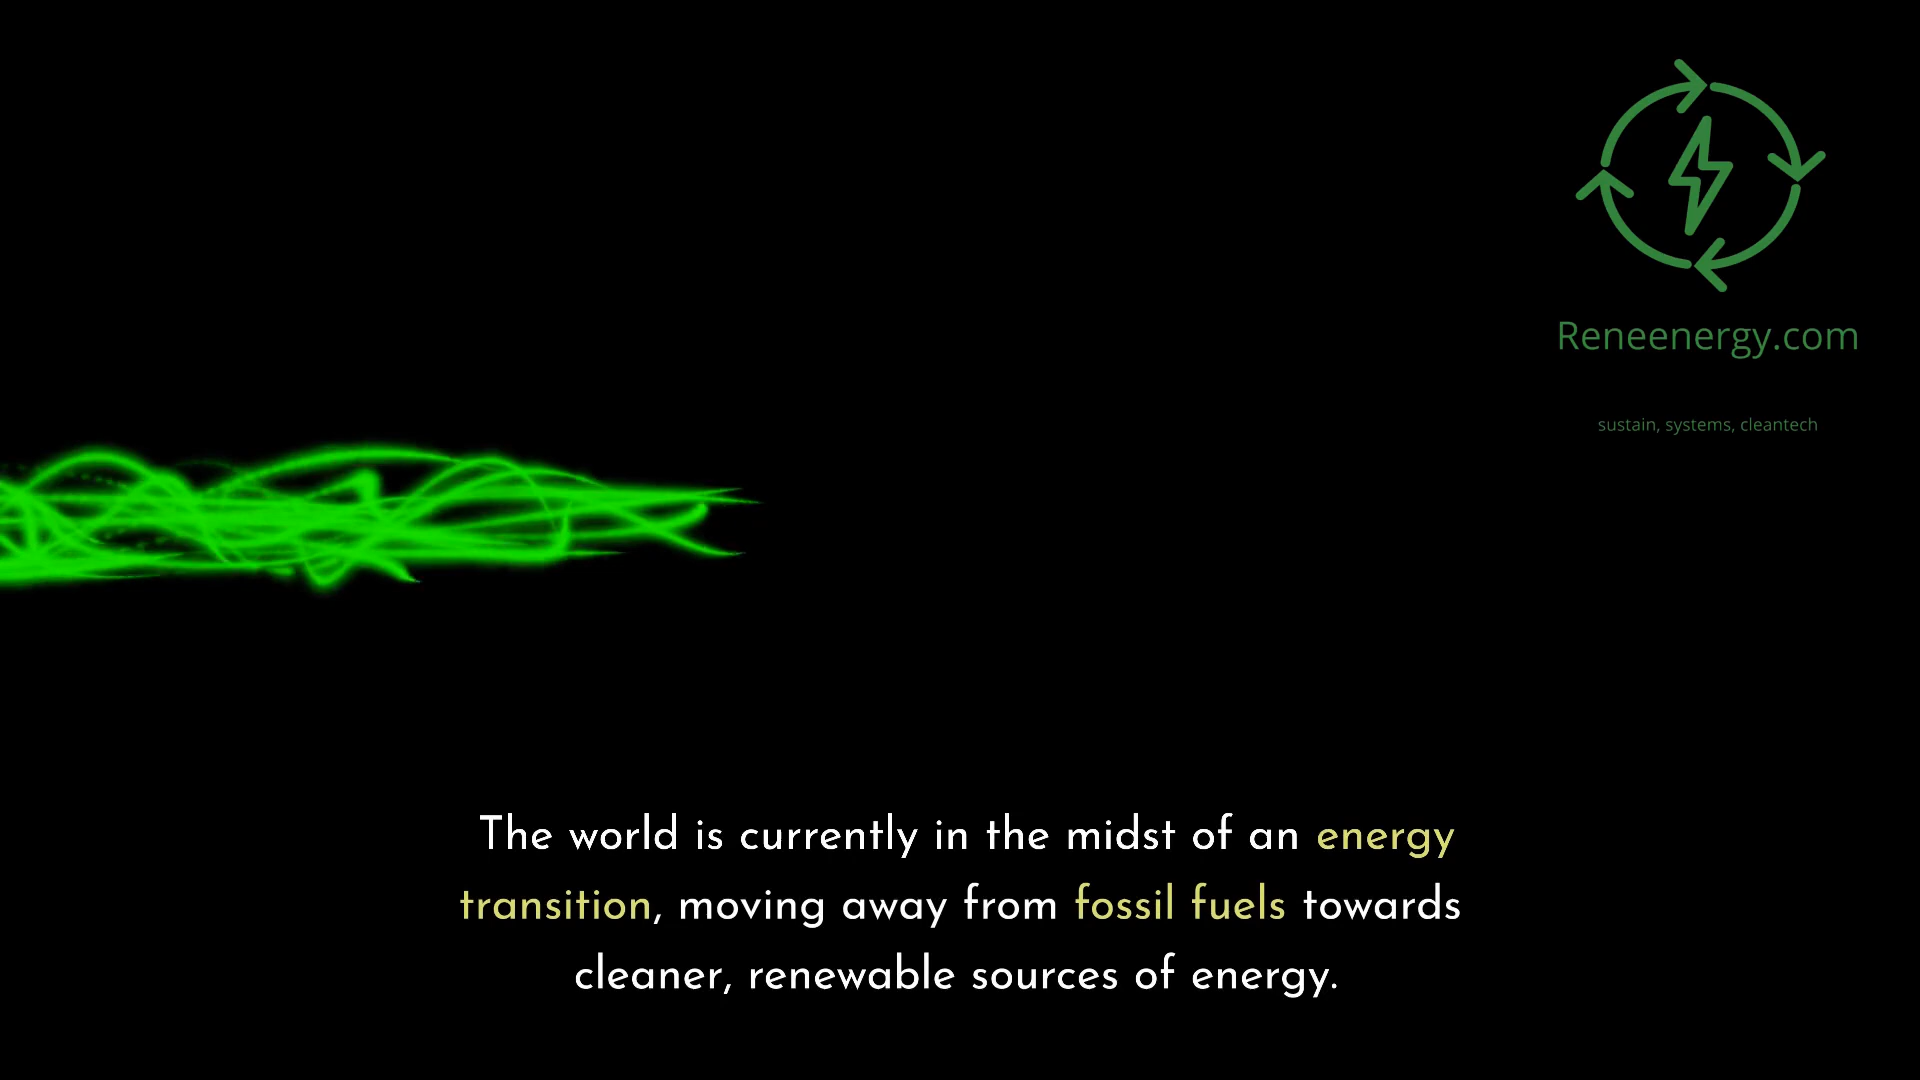 Reneenergy.com
sustain, systems, cleantech
The world is currently in the midst of an energy
transition, moving away from fossil fuels towards
cleaner, renewable sources of energy.